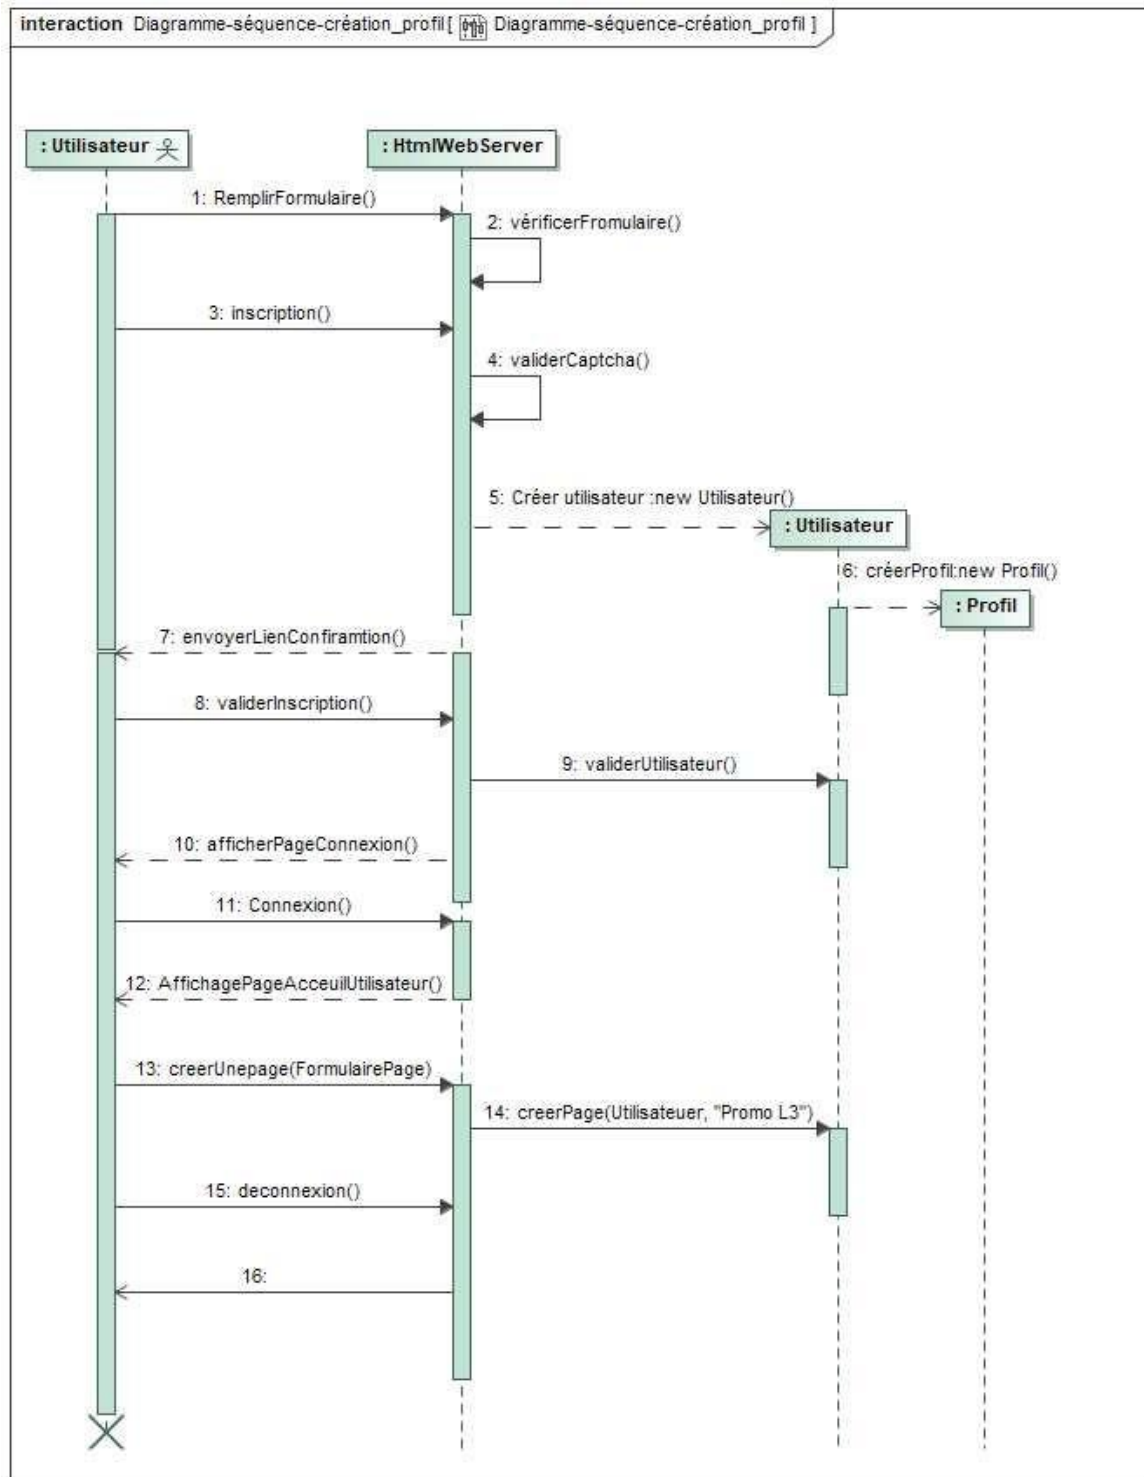 interaction Diagramme-séquence-création_profil[ Diagramme-séquence-création_profil ]
: Utilisateur
: HtmlWebServer
1: RemplirFormulaire()
2: vérificerFromulaire()
3: inscription()
4: validerCaptcha()
5: Créer utilisateur :new Utilisateur()
: Utilisateur
6: créerProfil:new Profil()
: Profil
7: envoyerLienConfiramtion()
8: validerInscription()
9: validerUtilisateur()
10: afficherPageConnexion()
11: Connexion()
12: AffichagePageAcceuilUtilisateur()
13: creerUnepage(FormulairePage)
14: creerPage(Utilisateuer, "Promo L3")
15: deconnexion()
16: